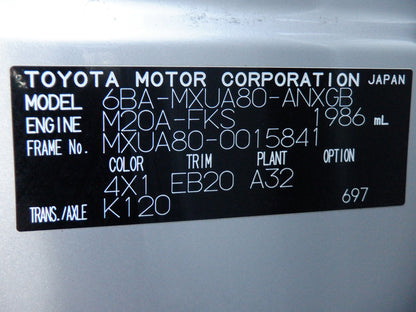 TOYOTA MOTOR CORPORATION JAPAN
MODEL 6BA-MXUA80-ANXGB
ENGINE M20A-FKS 1986 mL
FRAME No. MXUA80-0015841
COLOR TRIM PLANT OPTION
4X1 EB20 A32
TRANS./AXLE K120 697